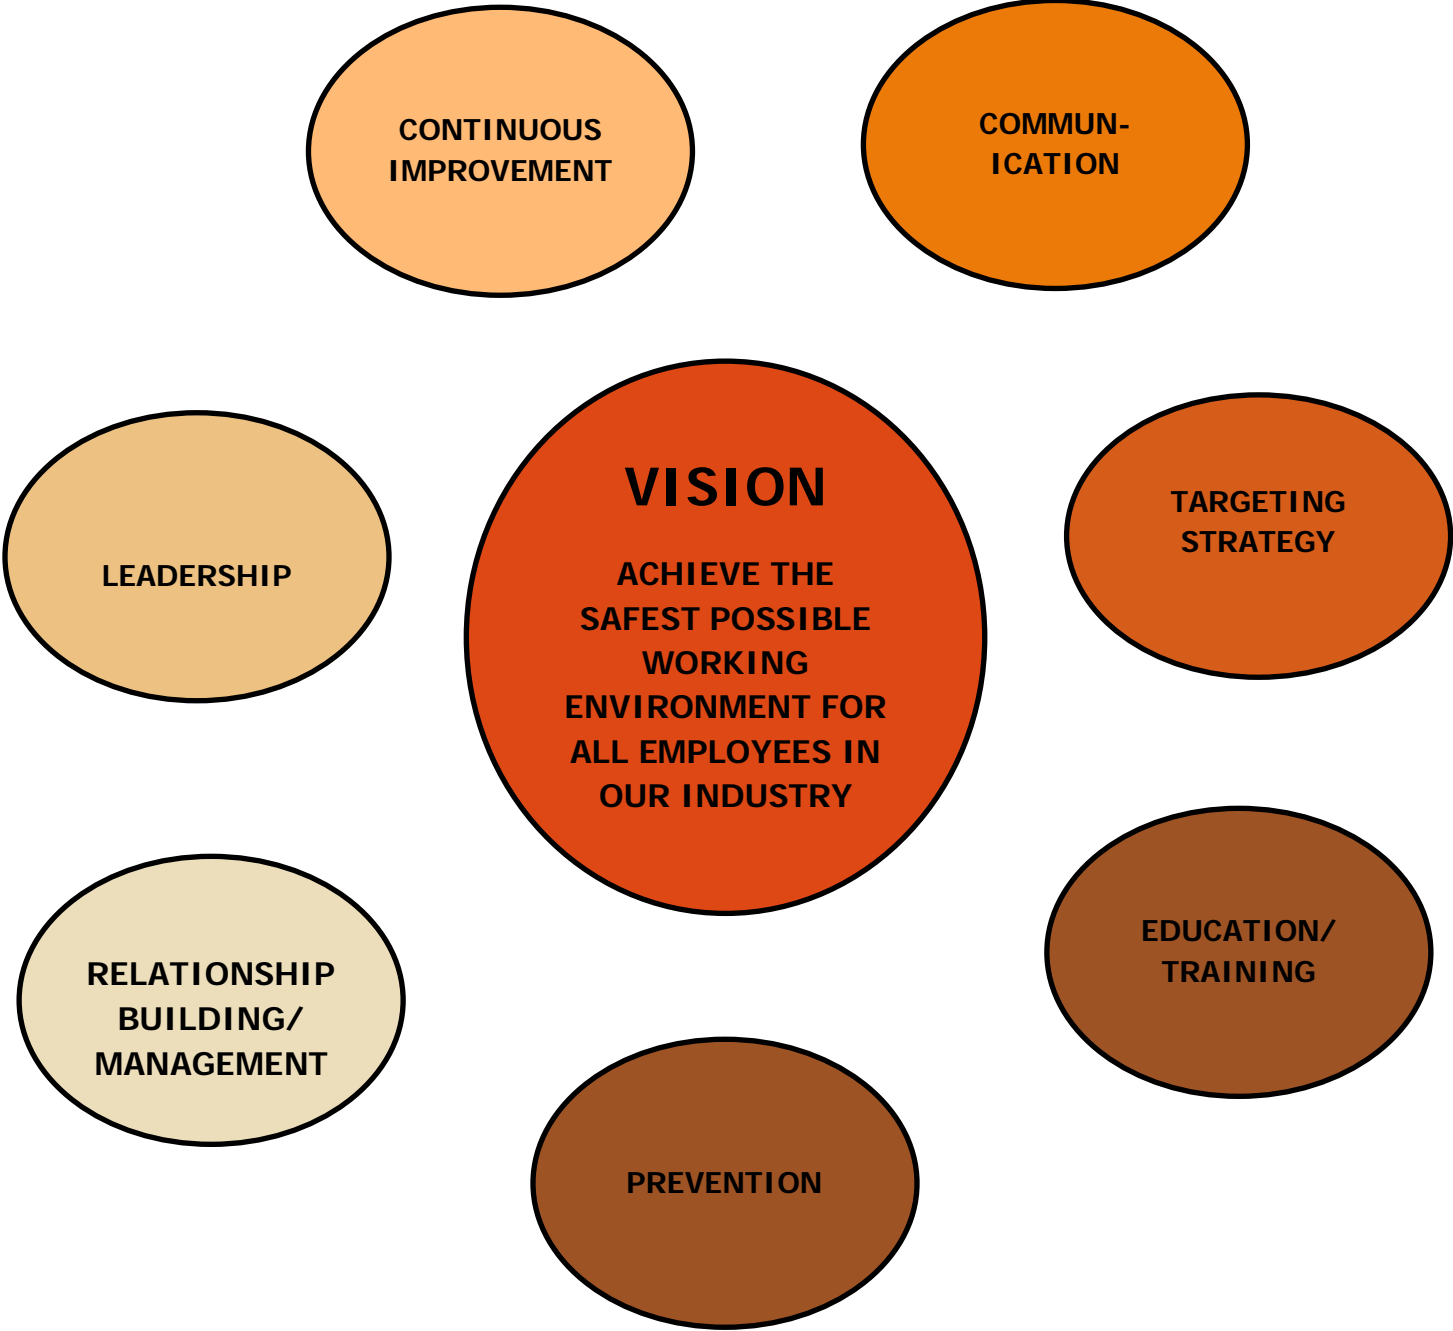 CONTINUOUS
IMPROVEMENT
COMMUN-
ICATION
LEADERSHIP
VISION
ACHIEVE THE
SAFEST POSSIBLE
WORKING
ENVIRONMENT FOR
ALL EMPLOYEES IN
OUR INDUSTRY
TARGETING
STRATEGY
RELATIONSHIP
BUILDING/
MANAGEMENT
EDUCATION/
TRAINING
PREVENTION